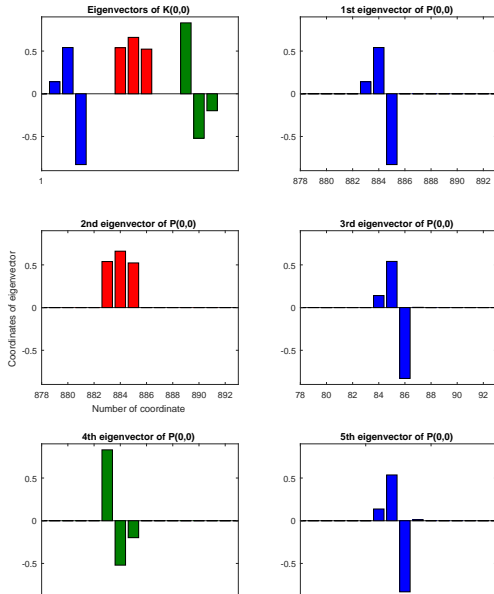 Eigenvectors of K(0,0)
1st eigenvector of P(0,0)
0.5
0
-0.5
1
0.5
0
-0.5
878 880 882 884 886 888 890 892
2nd eigenvector of P(0,0)
3rd eigenvector of P(0,0)
Coordinates of eigenvector
0.5
0
-0.5
878 880 882 884 886 888 890 892
Number of coordinate
0.5
0
-0.5
78 80 82 84 86 88 90 92
4th eigenvector of P(0,0)
5th eigenvector of P(0,0)
0.5
0
-0.5
0.5
0
-0.5